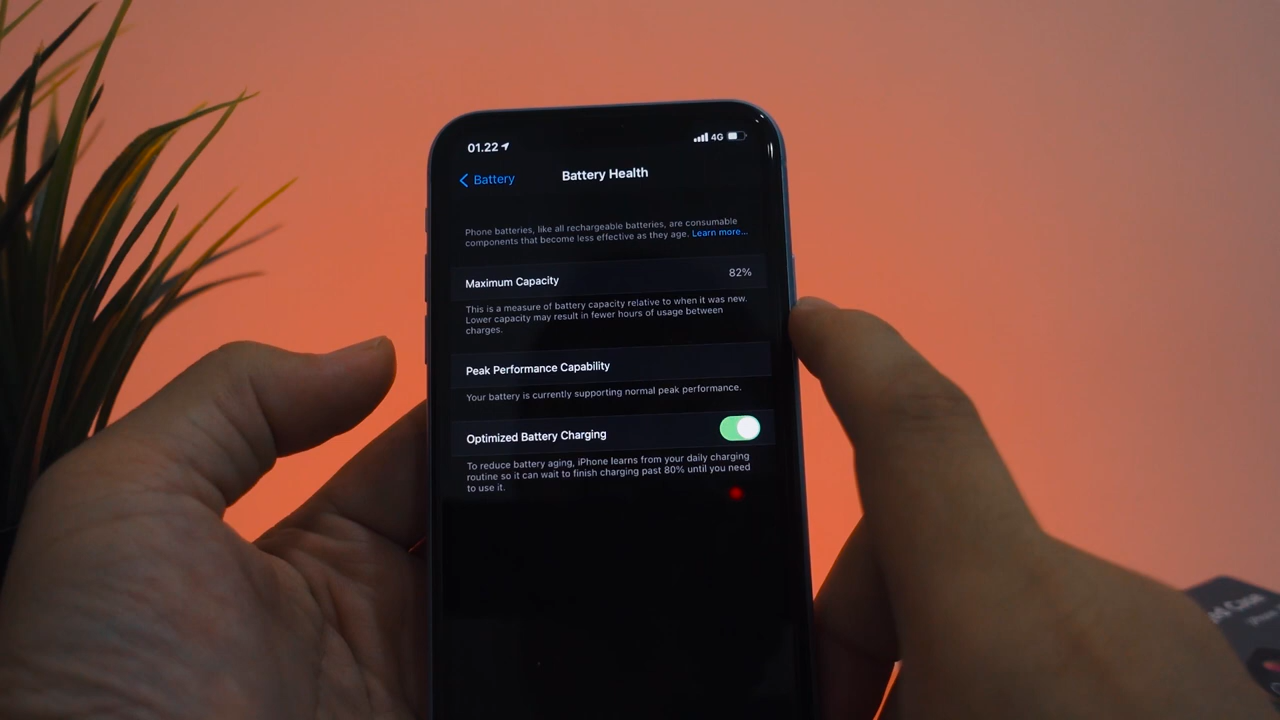 01.22
4G
Battery
Battery Health
Phone batteries, like all rechargeable batteries, are consumable
components that become less effective as they age. Learn more...
Maximum Capacity 82%
This is a measure of battery capacity relative to when it was new.
Lower capacity may result in fewer hours of usage between
charges.
Peak Performance Capability
Your battery is currently supporting normal peak performance.
Optimized Battery Charging
To reduce battery aging, iPhone learns from your daily charging
routine so it can wait to finish charging past 80% until you need
to use it.
Case